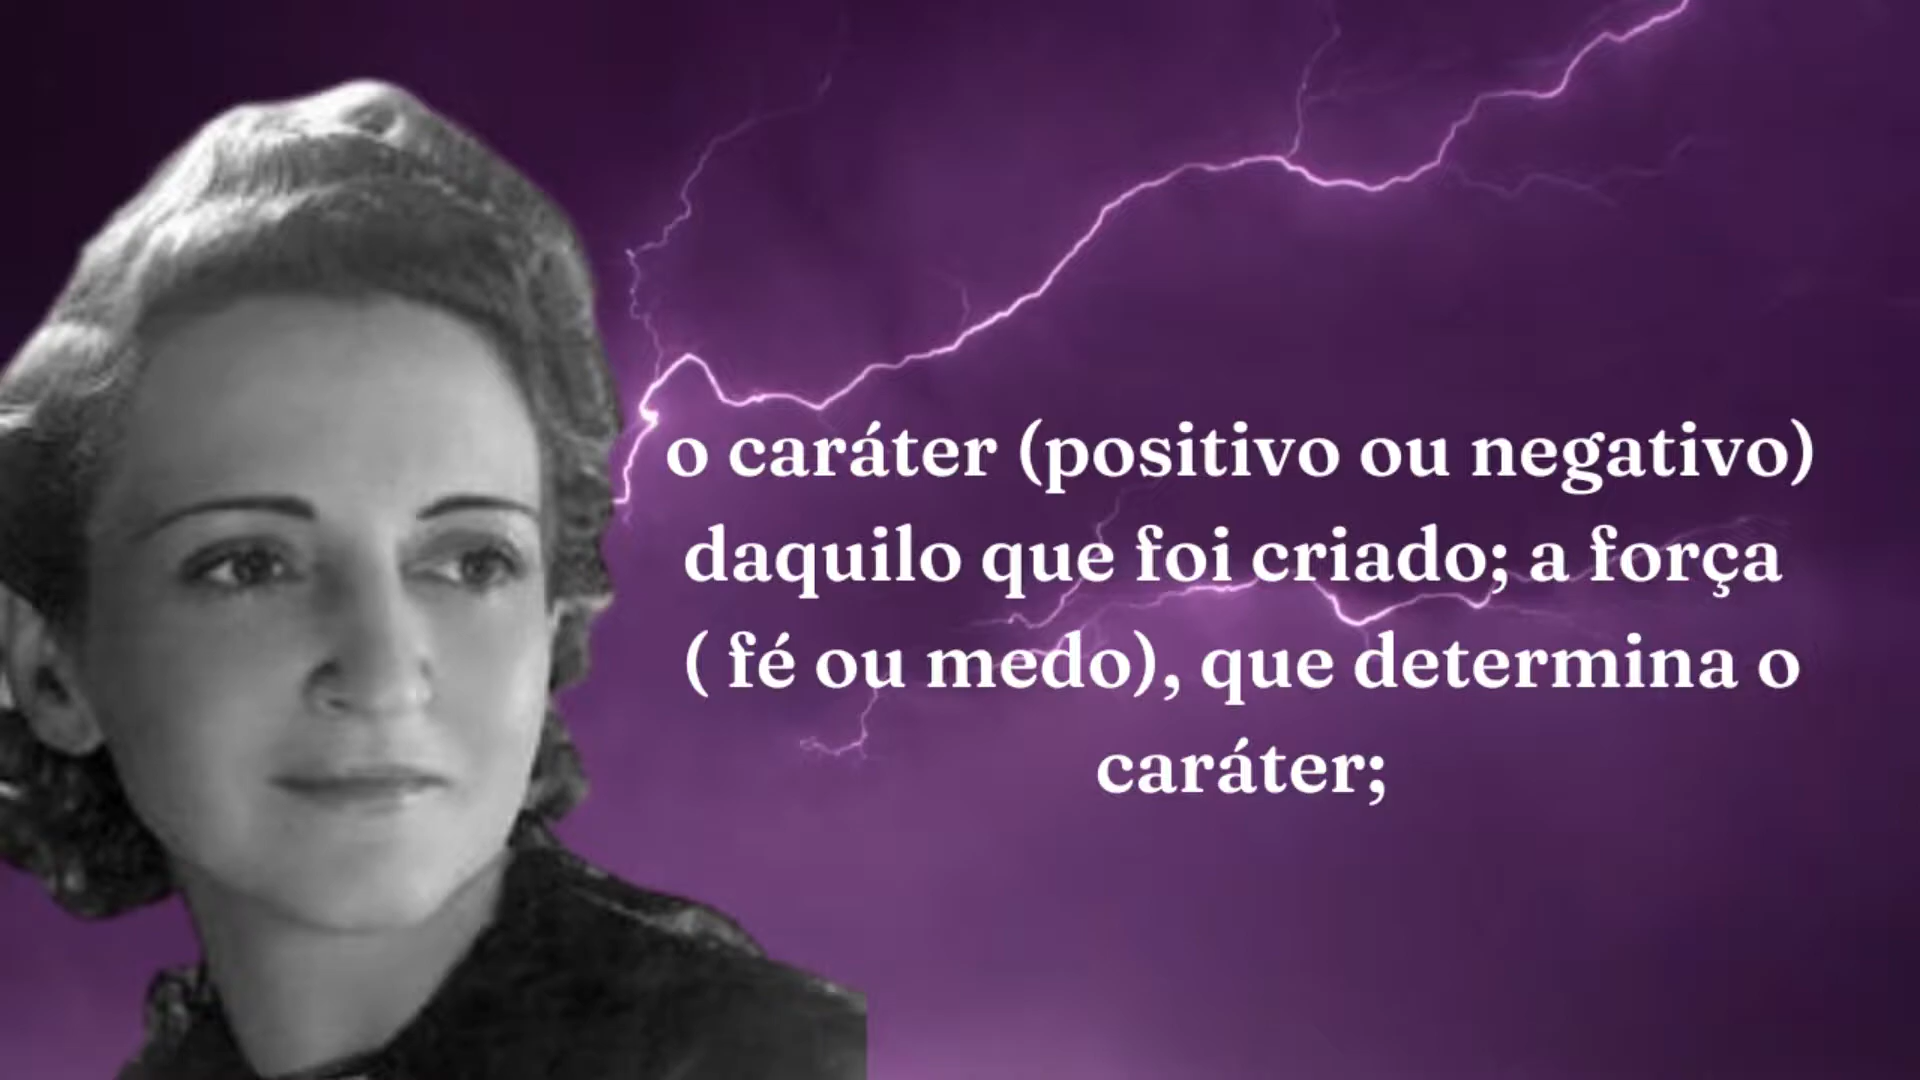 o caráter (positivo ou negativo)
daquilo que foi criado; a força
( fé ou medo), que determina o
caráter;